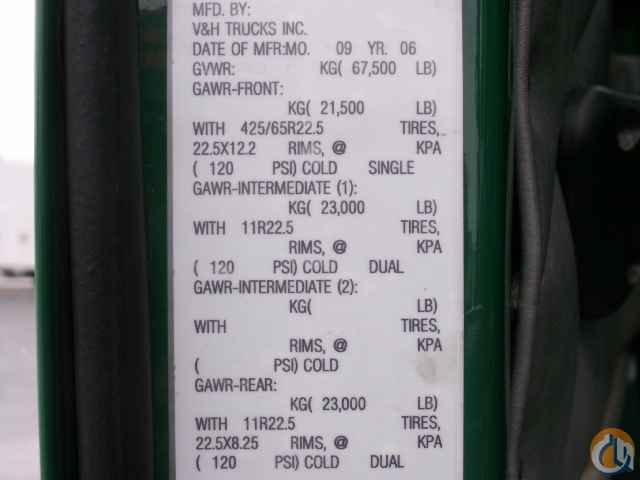 MFD. BY:
V&H TRUCKS INC.
DATE OF MFR:MO. 09 YR. 06
GVWR: KG( 67,500 LB)
GAWR-FRONT:
KG( 21,500 LB)
WITH 425/65R22.5 TIRES,
22.5X12.2 RIMS, @ KPA
( 120 PSI) COLD SINGLE
GAWR-INTERMEDIATE (1):
KG( 23,000 LB)
WITH 11R22.5 TIRES,
RIMS, @ KPA
( 120 PSI) COLD DUAL
GAWR-INTERMEDIATE (2):
KG( LB)
WITH TIRES,
RIMS, @ KPA
( PSI) COLD
GAWR-REAR:
KG( 23,000 LB)
WITH 11R22.5 TIRES,
22.5X8.25 RIMS, @ KPA
( 120 PSI) COLD DUAL